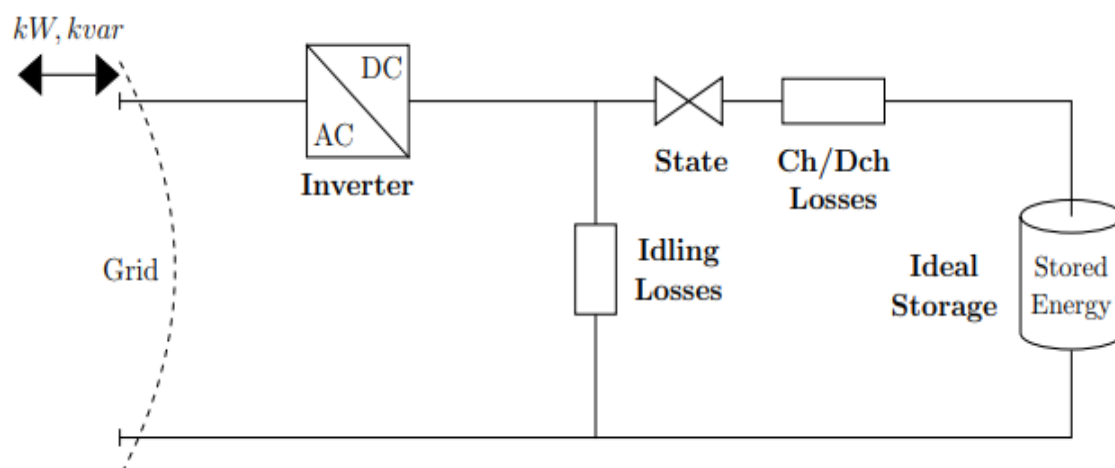 kW, kvar
DC
AC
Inverter
State
Ch/Dch
Losses
Grid
Idling
Losses
Ideal
Storage
Stored
Energy